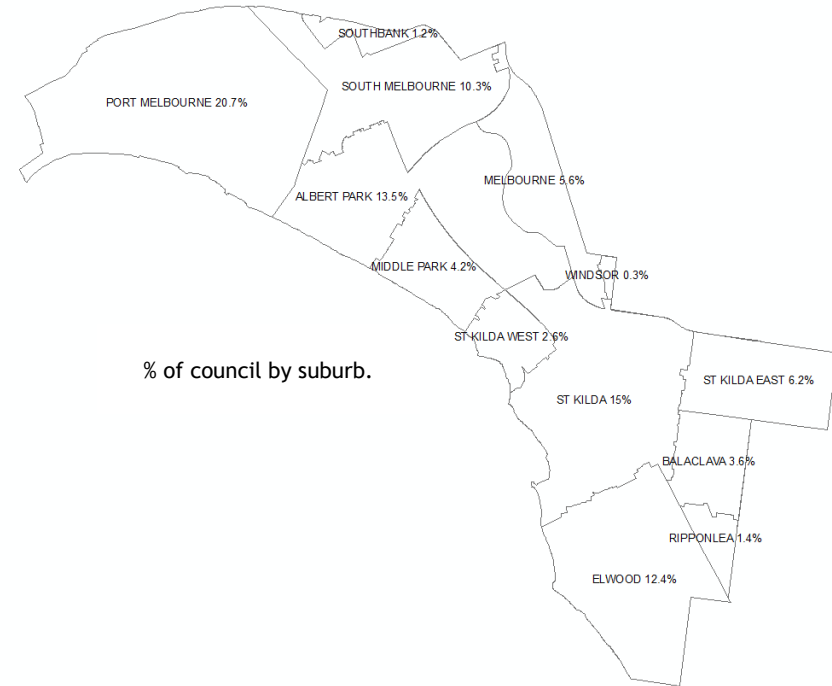 SOUTHBANK 1.2%
SOUTH MELBOURNE 10.3%
PORT MELBOURNE 20.7%
MELBOURNE 5.6%
ALBERT PARK 13.5%
MIDDLE PARK 4.2%
WINDSOR 0.3%
ST KILDA WEST 2.6%
% of council by suburb.
ST KILDA EAST 6.2%
ST KILDA 15%
BALACLAVA 3.6%
RIPPONLEA 1.4%
ELWOOD 12.4%